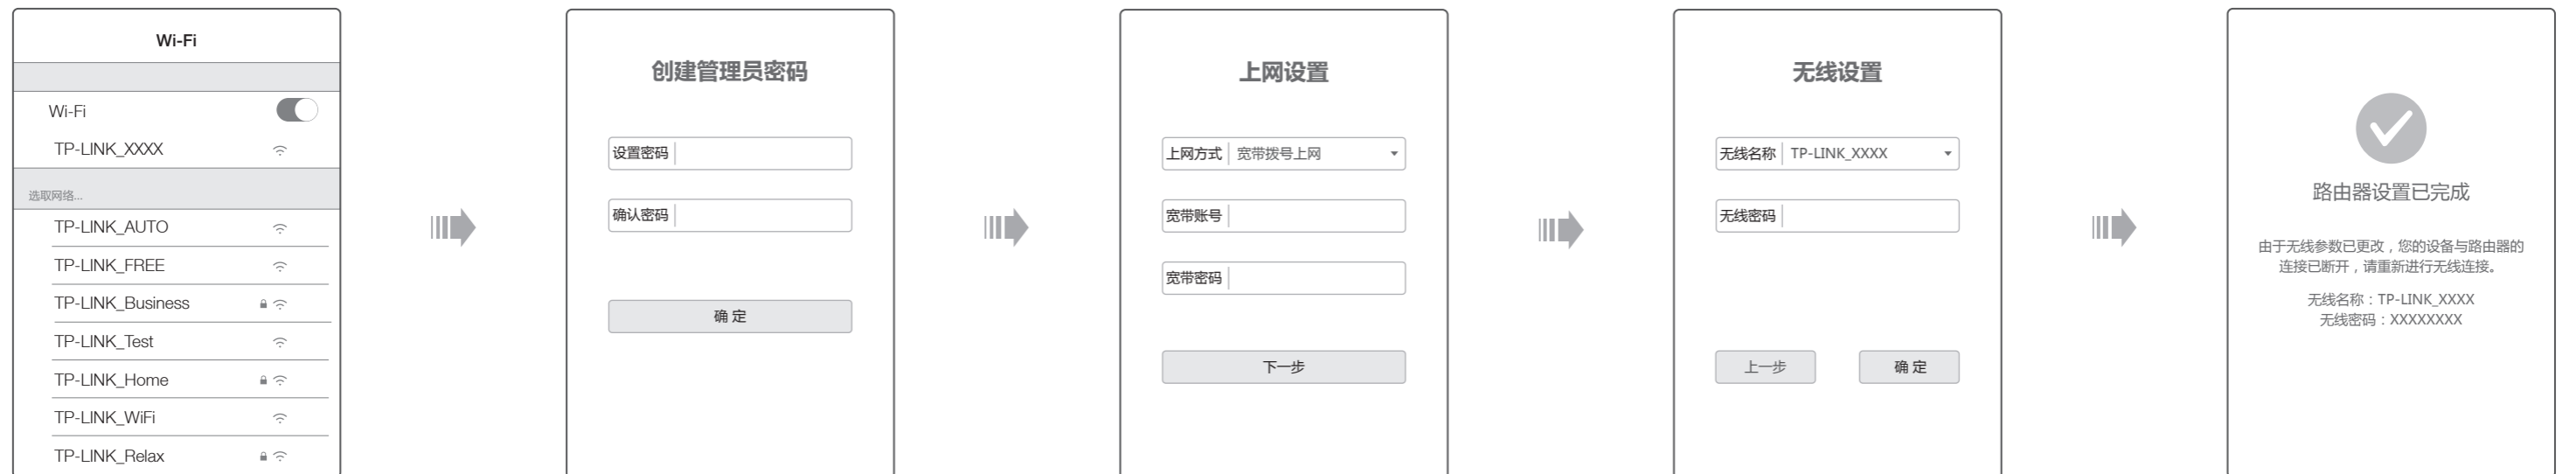 Wi-Fi
Wi-Fi
TP-LINK_XXXX
选取网络...
TP-LINK_AUTO
TP-LINK_FREE
TP-LINK_Business
TP-LINK_Test
TP-LINK_Home
TP-LINK_WiFi
TP-LINK_Relax
创建管理员密码
设置密码
确认密码
确 定
上网设置
上网方式 宽带拨号上网
宽带账号
宽带密码
下一步
无线设置
无线名称 TP-LINK_XXXX
无线密码
上一步 确 定
路由器设置已完成
由于无线参数已更改，您的设备与路由器的
连接已断开，请重新进行无线连接。
无线名称：TP-LINK_XXXX
无线密码：XXXXXXXX